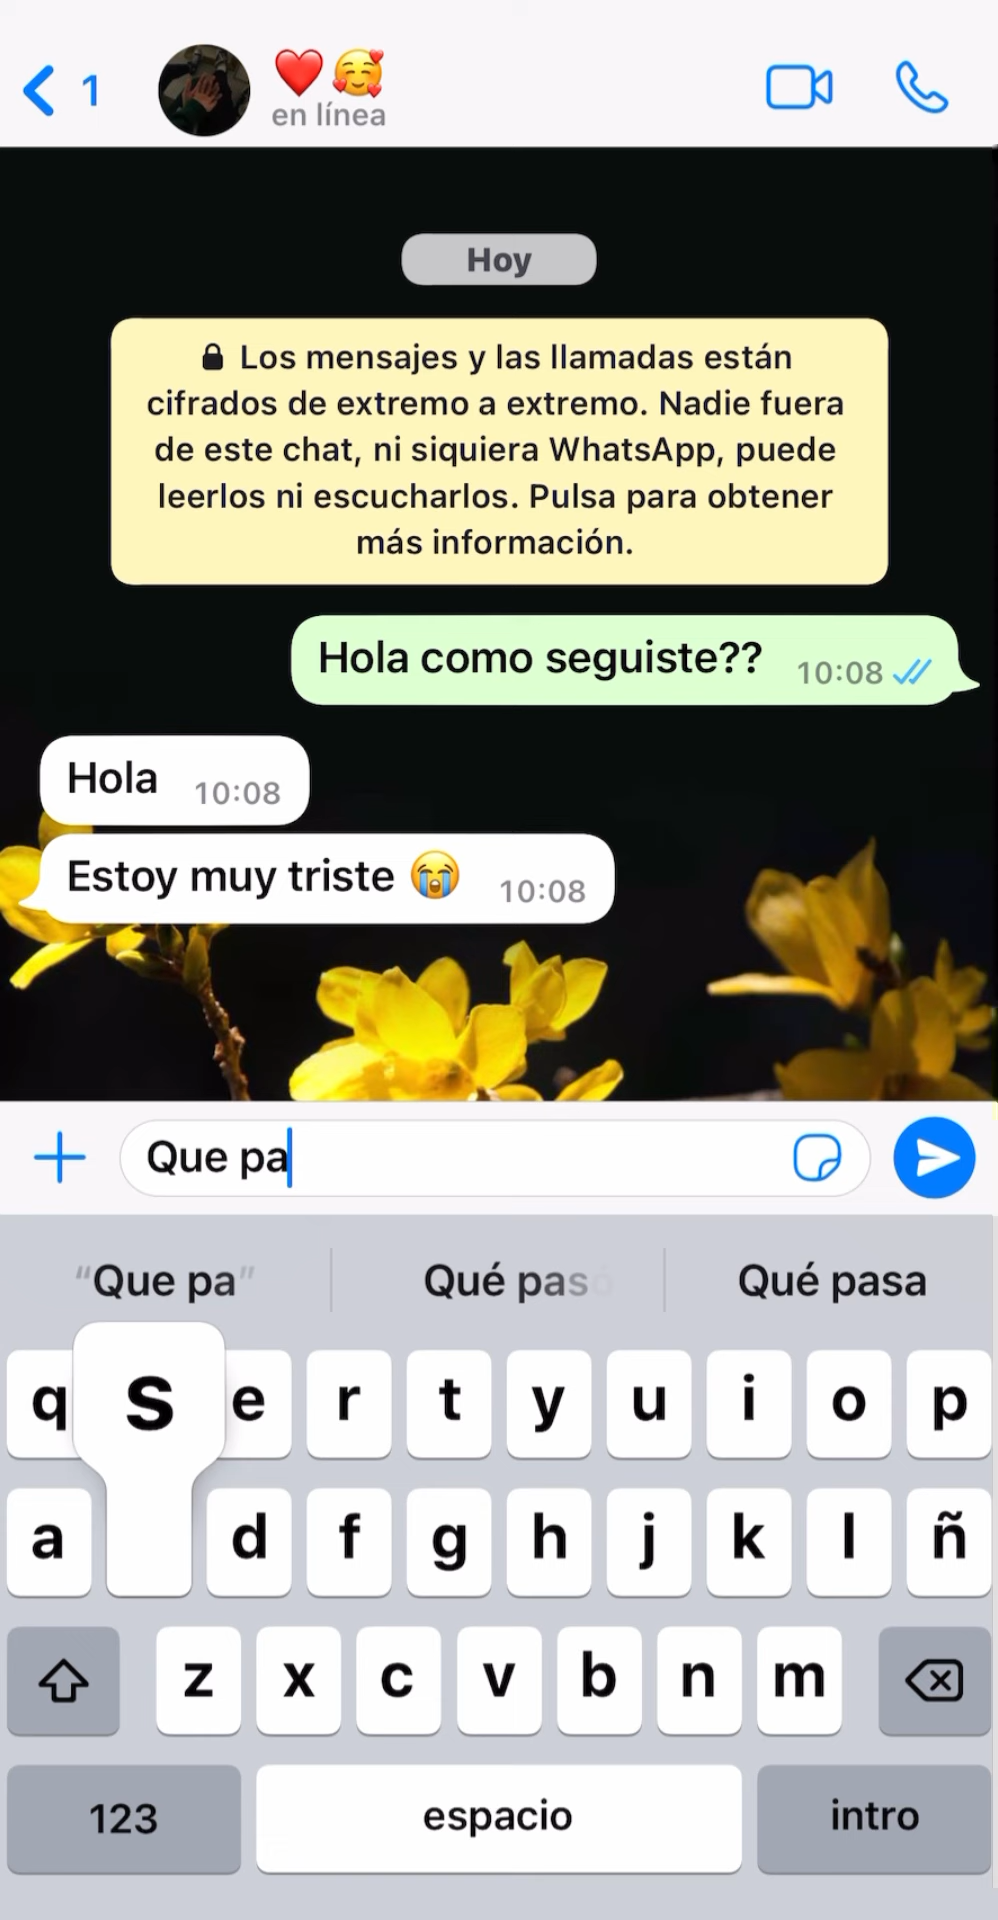 1
❤️🥰
en línea
Hoy
Los mensajes y las llamadas están
cifrados de extremo a extremo. Nadie fuera
de este chat, ni siquiera WhatsApp, puede
leerlos ni escucharlos. Pulsa para obtener
más información.
Hola como seguiste?? 10:08
Hola 10:08
Estoy muy triste 😭 10:08
Que pa
“Que pa” Qué pasó Qué pasa
q s e r t y u i o p
a d f g h j k l ñ
z x c v b n m
123 espacio intro